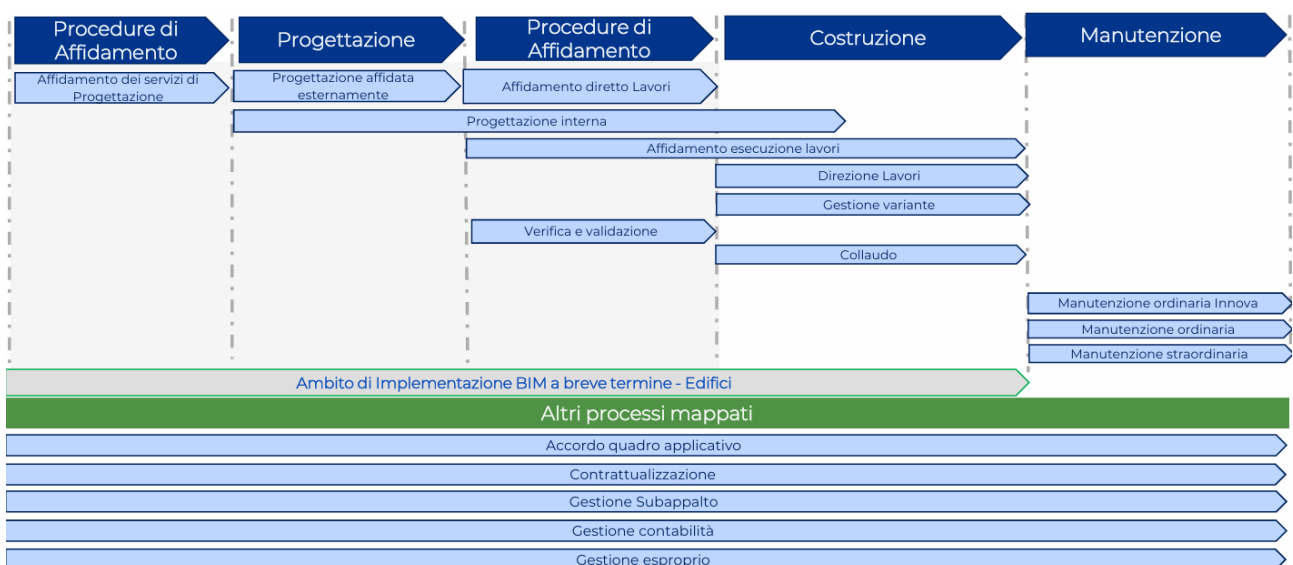 Procedure di
Affidamento
Progettazione
Procedure di
Affidamento
Costruzione
Manutenzione
Affidamento dei servizi di
Progettazione
Progettazione affidata
esternamente
Affidamento diretto Lavori
Progettazione interna
Affidamento esecuzione lavori
Direzione Lavori
Gestione variante
Verifica e validazione
Collaudo
Manutenzione ordinaria Innova
Manutenzione ordinaria
Manutenzione straordinaria
Ambito di Implementazione BIM a breve termine - Edifici
Altri processi mappati
Accordo quadro applicativo
Contrattualizzazione
Gestione Subappalto
Gestione contabilità
Gestione esproprio